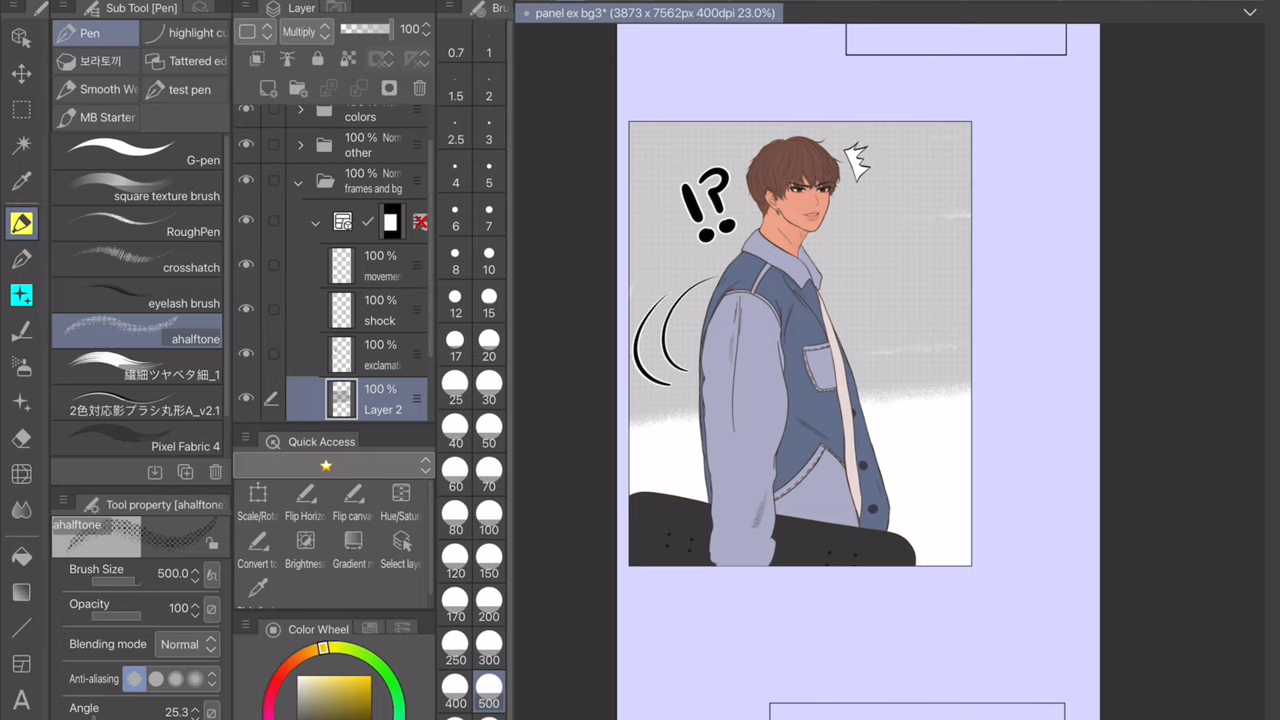 Sub Tool [Pen]
Pen
highlight cu
보라토끼
Tattered ed
Smooth We
test pen
MB Starter
G-pen
square texture brush
RoughPen
crosshatch
eyelash brush
ahalftone
繊細ツヤベタ細_1
2色対応影ブラシ丸形A_v2.1
Pixel Fabric 4
Tool property [ahalftone]
ahalftone
Brush Size 500.0
Opacity 100
Blending mode Normal
Anti-aliasing
Angle 25.3
Layer
Multiply 100
colors
100 % Norm
other
100 % Norm
frames and bg
100 %
movemen
100 %
shock
100 %
exclamati
100 %
Layer 2
Quick Access
Scale/Rota Flip Horizo Flip canva Hue/Satur
Convert to Brightnes Gradient m Select laye
Color Wheel
Bru
0.7 1
1.5 2
2.5 3
4 5
6 7
8 10
12 15
17 20
25 30
40 50
60 70
80 100
120 150
170 200
250 300
400 500
panel ex bg3* (3873 x 7562px 400dpi 23.0%)
!?
A